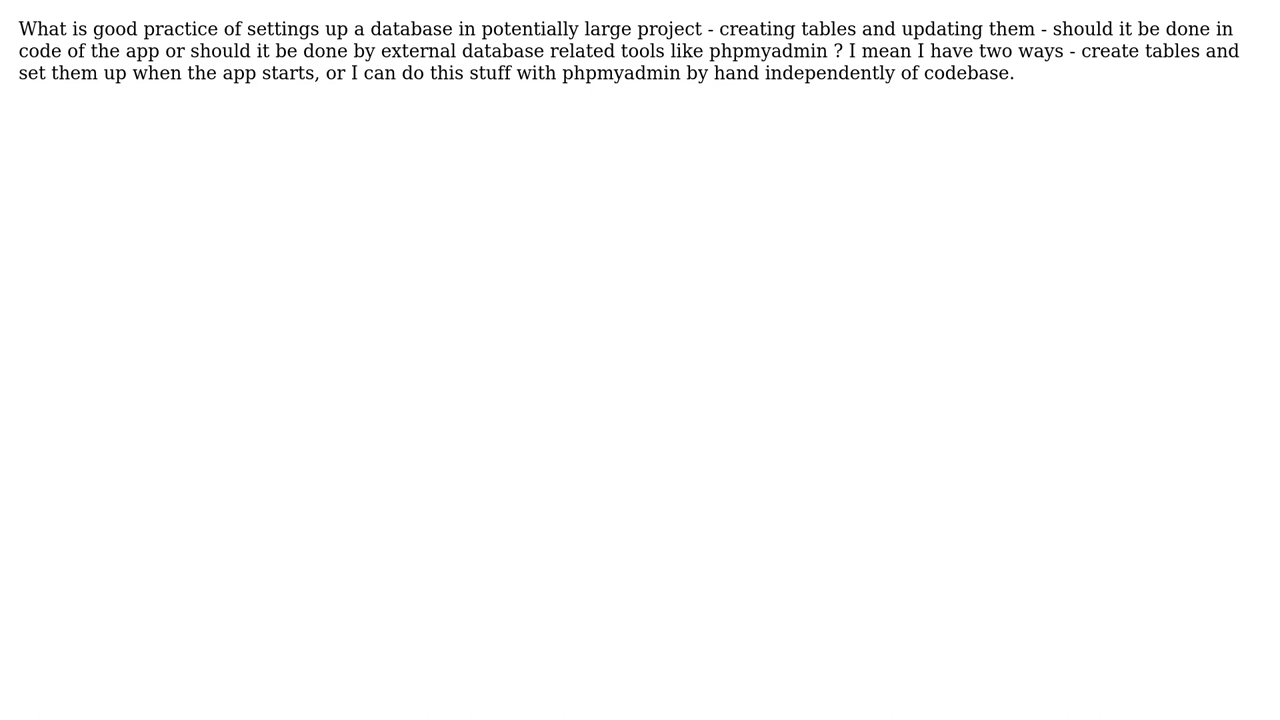 What is good practice of settings up a database in potentially large project - creating tables and updating them - should it be done in
code of the app or should it be done by external database related tools like phpmyadmin ? I mean I have two ways - create tables and
set them up when the app starts, or I can do this stuff with phpmyadmin by hand independently of codebase.